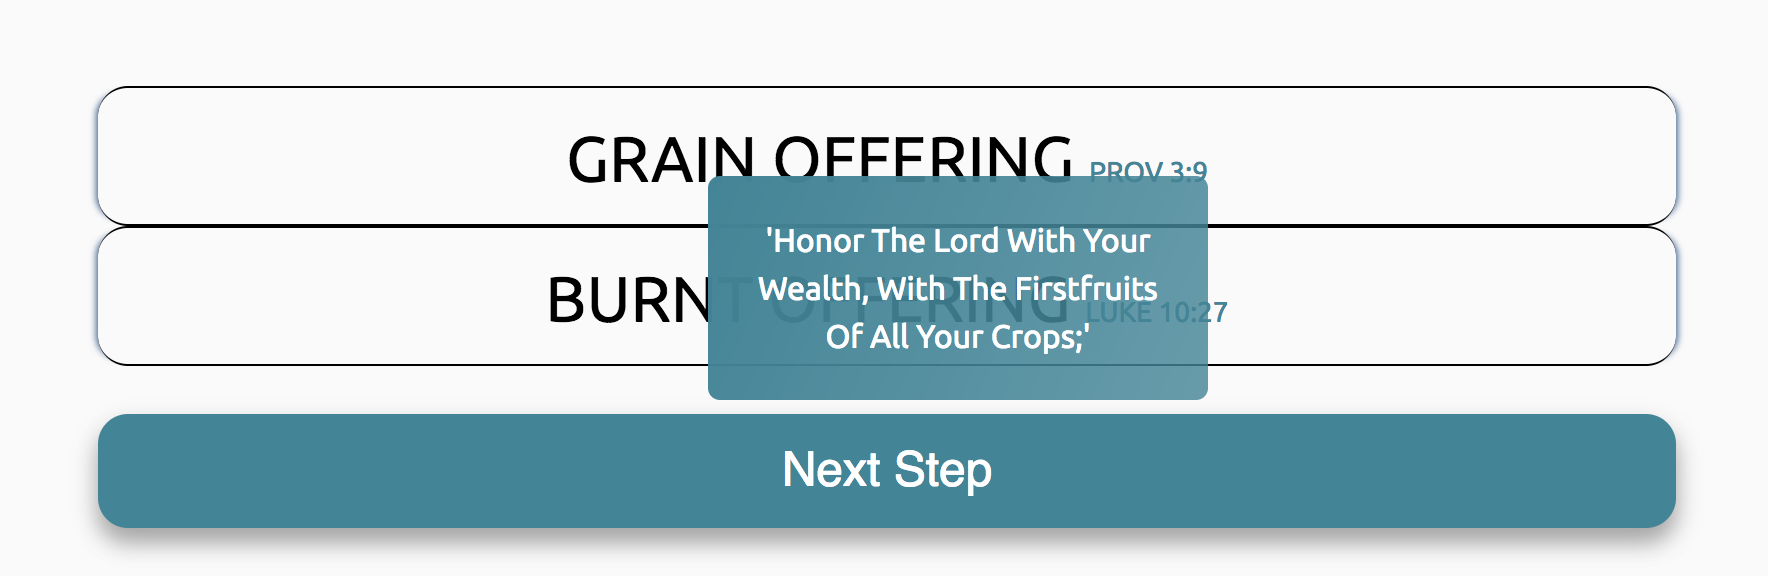 GRAIN OFFERING PROV 3:9
'Honor The Lord With Your
Wealth, With The Firstfruits
Of All Your Crops;'
BURNT OFFERING LUKE 10:27
Next Step